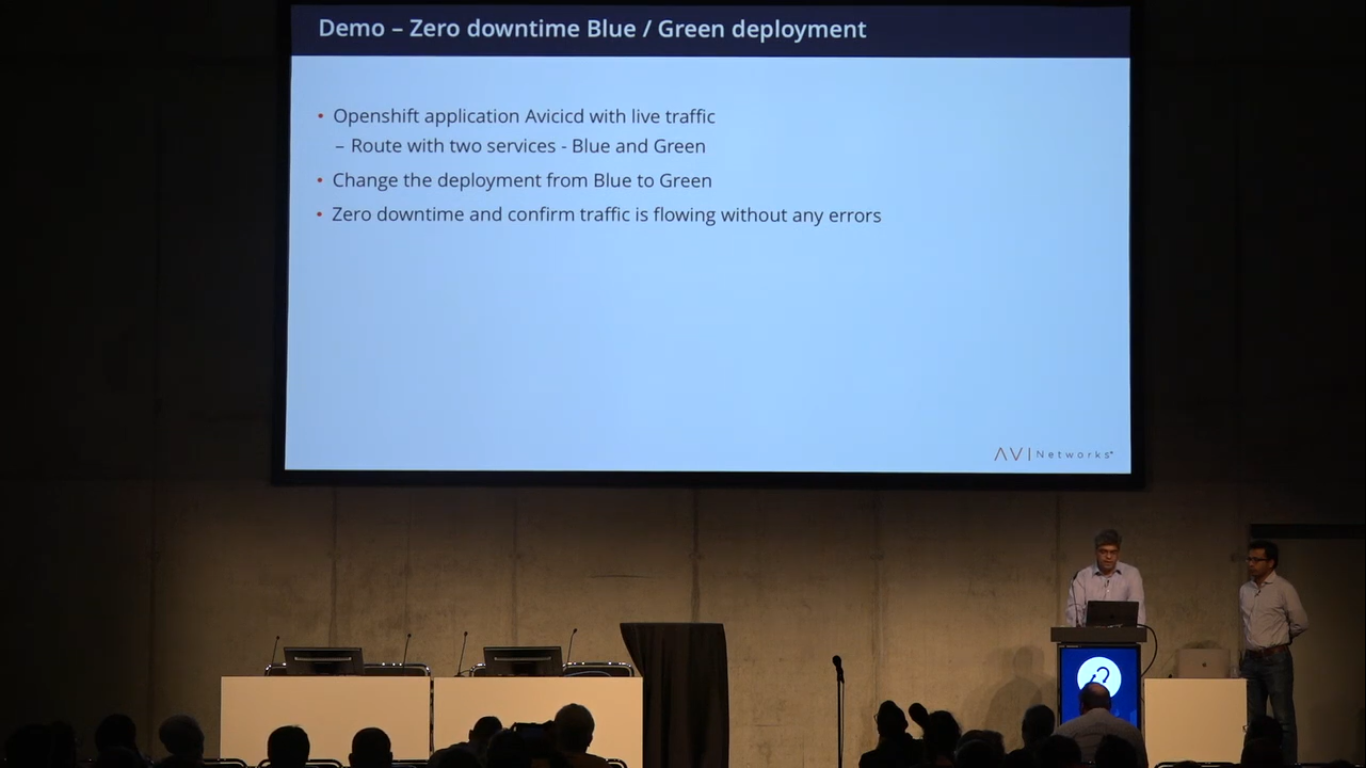 Demo – Zero downtime Blue / Green deployment
• Openshift application Avicicd with live traffic
– Route with two services - Blue and Green
• Change the deployment from Blue to Green
• Zero downtime and confirm traffic is flowing without any errors
AVI Networks